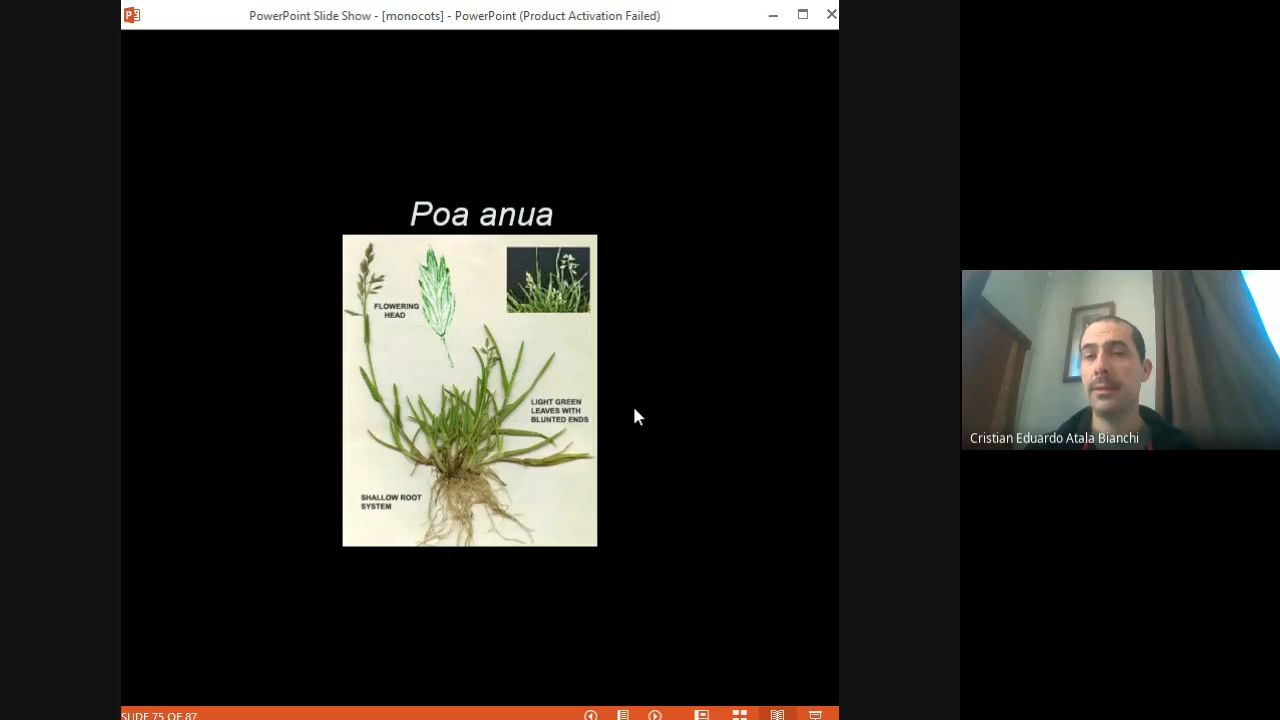 PowerPoint Slide Show - [monocots] - PowerPoint (Product Activation Failed)
Poa anua
FLOWERING
HEAD
LIGHT GREEN
LEAVES WITH
BLUNTED ENDS
SHALLOW ROOT
SYSTEM
Cristian Eduardo Atala Bianchi
SLIDE 75 OF 87